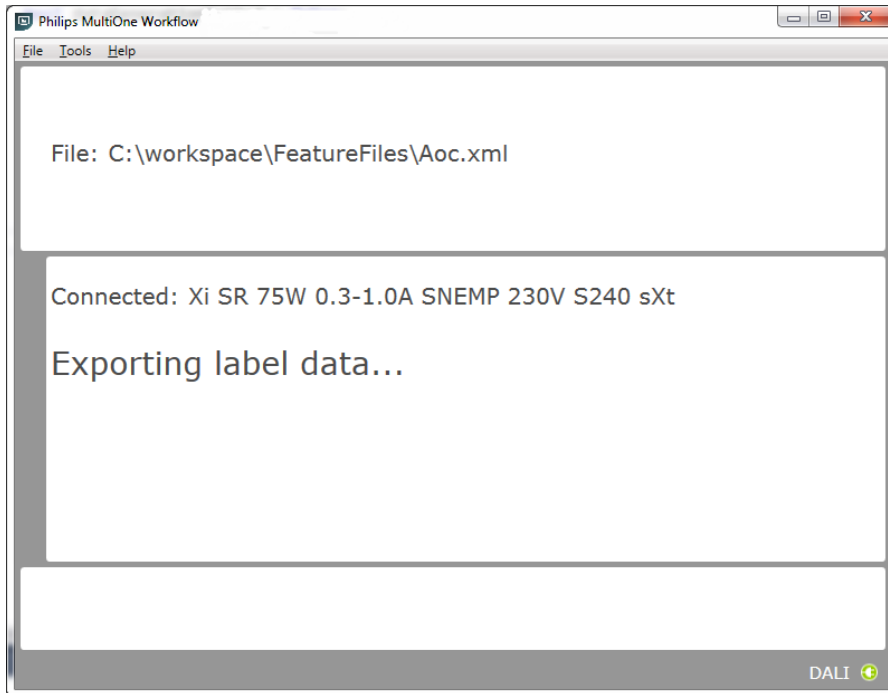 Philips MultiOne Workflow
File Tools Help
File: C:\workspace\FeatureFiles\Aoc.xml
Connected: Xi SR 75W 0.3-1.0A SNEMP 230V S240 sXt
Exporting label data...
DALI